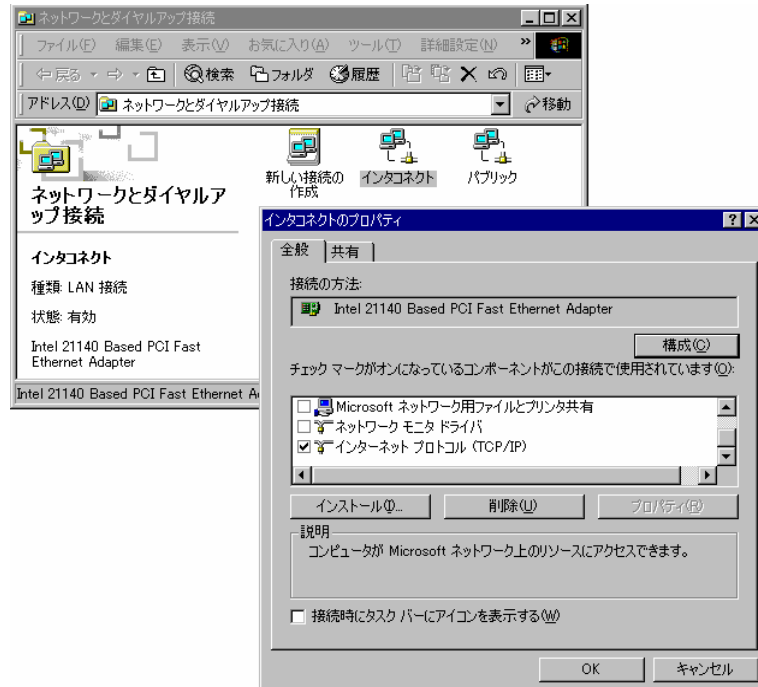 ネットワークとダイヤルアップ接続
ファイル(F) 編集(E) 表示(V) お気に入り(A) ツール(T) 詳細設定(N) »
戻る 検索 フォルダ 履歴
アドレス(D) ネットワークとダイヤルアップ接続 移動
ネットワークとダイヤルア
ップ接続
インタコネクト
種類: LAN 接続
状態: 有効
Intel 21140 Based PCI Fast
Ethernet Adapter
新しい接続の
作成
インタコネクト
パブリック
Intel 21140 Based PCI Fast Ethernet A
インタコネクトのプロパティ
全般 共有
接続の方法:
Intel 21140 Based PCI Fast Ethernet Adapter
構成(C)
チェック マークがオンになっているコンポーネントがこの接続で使用されています(O):
Microsoft ネットワーク用ファイルとプリンタ共有
ネットワーク モニタ ドライバ
インターネット プロトコル (TCP/IP)
インストール(I)... 削除(U) プロパティ(R)
説明
コンピュータが Microsoft ネットワーク上のリソースにアクセスできます。
接続時にタスク バーにアイコンを表示する(W)
OK キャンセル